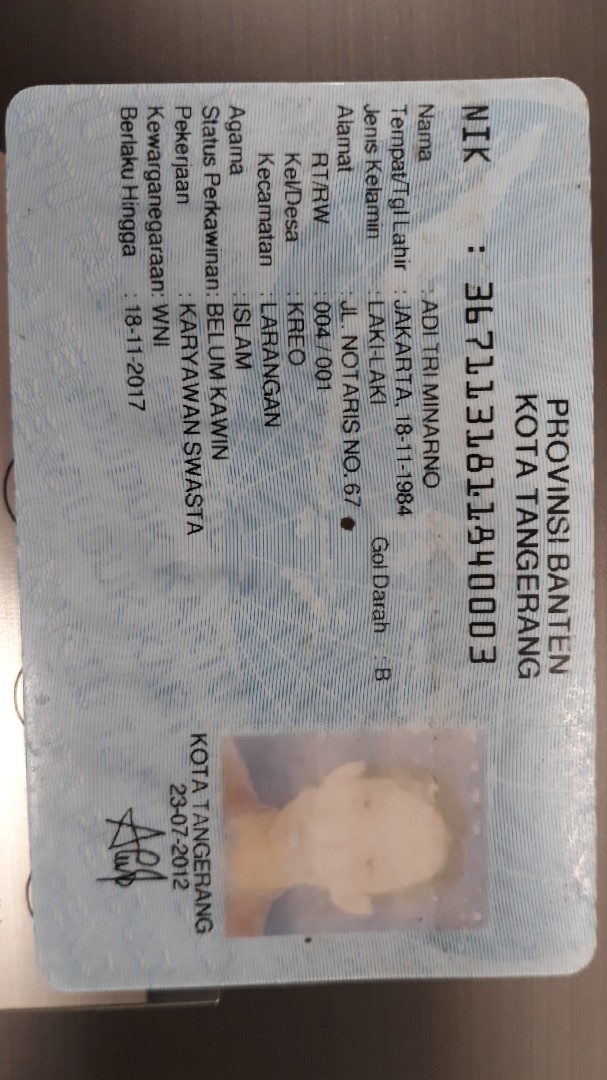 PROVINSI BANTEN
KOTA TANGERANG
NIK : 3671131811840003
Nama : ADI TRI MINARNO
Tempat/Tgl Lahir : JAKARTA, 18-11-1984
Jenis Kelamin : LAKI-LAKI Gol Darah : B
Alamat : JL. NOTARIS NO. 67
RT/RW : 004 / 001
Kel/Desa : KREO
Kecamatan : LARANGAN
Agama : ISLAM
Status Perkawinan : BELUM KAWIN
Pekerjaan : KARYAWAN SWASTA
Kewarganegaraan : WNI
Berlaku Hingga : 18-11-2017
KOTA TANGERANG
23-07-2012